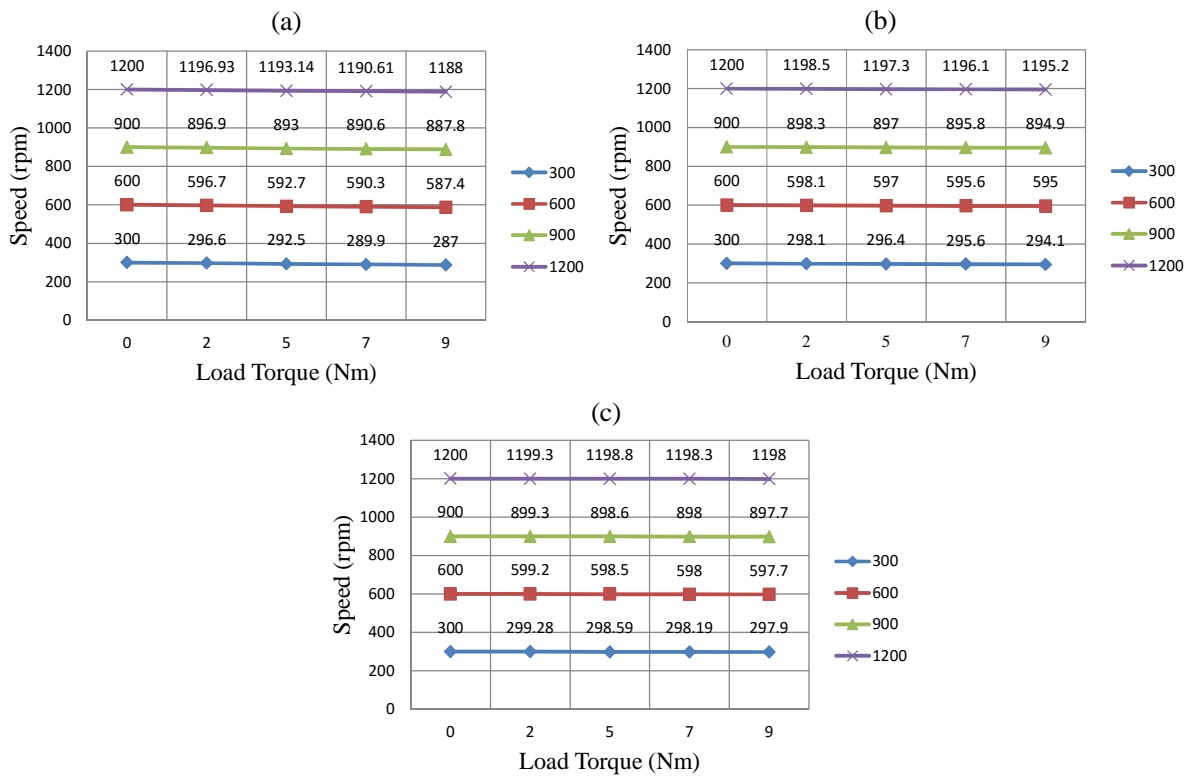 (a)
1400
1200
1000
800
600
400
200
0
Speed (rpm)
1200 1196.93 1193.14 1190.61 1188
900 896.9 893 890.6 887.8
600 596.7 592.7 590.3 587.4
300 296.6 292.5 289.9 287
0 2 5 7 9
Load Torque (Nm)
300
600
900
1200
(b)
1400
1200
1000
800
600
400
200
0
Speed (rpm)
1200 1198.5 1197.3 1196.1 1195.2
900 898.3 897 895.8 894.9
600 598.1 597 595.6 595
300 298.1 296.4 295.6 294.1
0 2 5 7 9
Load Torque (Nm)
300
600
900
1200
(c)
1400
1200
1000
800
600
400
200
0
Speed (rpm)
1200 1199.3 1198.8 1198.3 1198
900 899.3 898.6 898 897.7
600 599.2 598.5 598 597.7
300 299.28 298.59 298.19 297.9
0 2 5 7 9
Load Torque (Nm)
300
600
900
1200